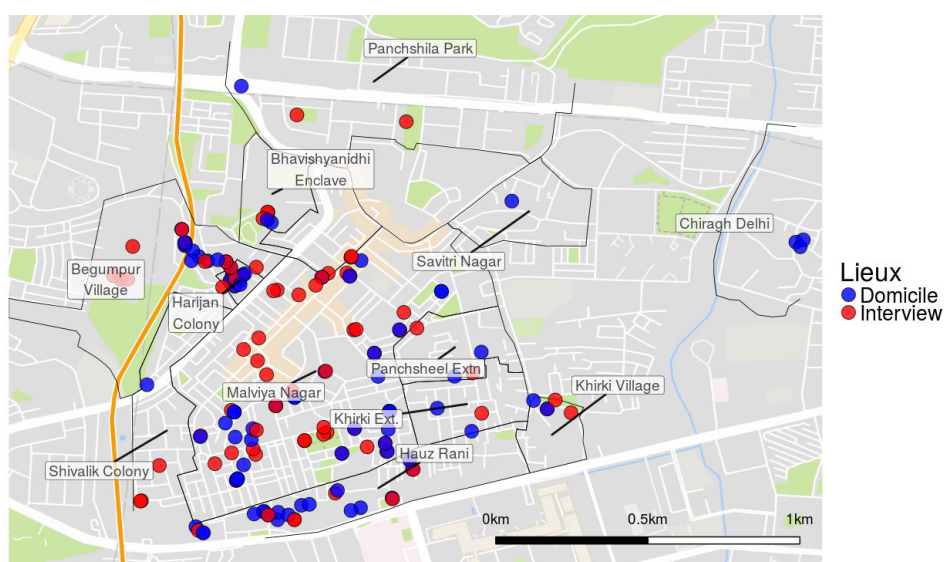 Panchshila Park
Bhavishyanidhi
Enclave
Chiragh Delhi
Savitri Nagar
Begumpur
Village
Harijan
Colony
Lieux
Domicile
Interview
Panchsheel Extn
Khirki Village
Malviya Nagar
Khirki Ext.
Hauz Rani
Shivalik Colony
0km
0.5km
1km